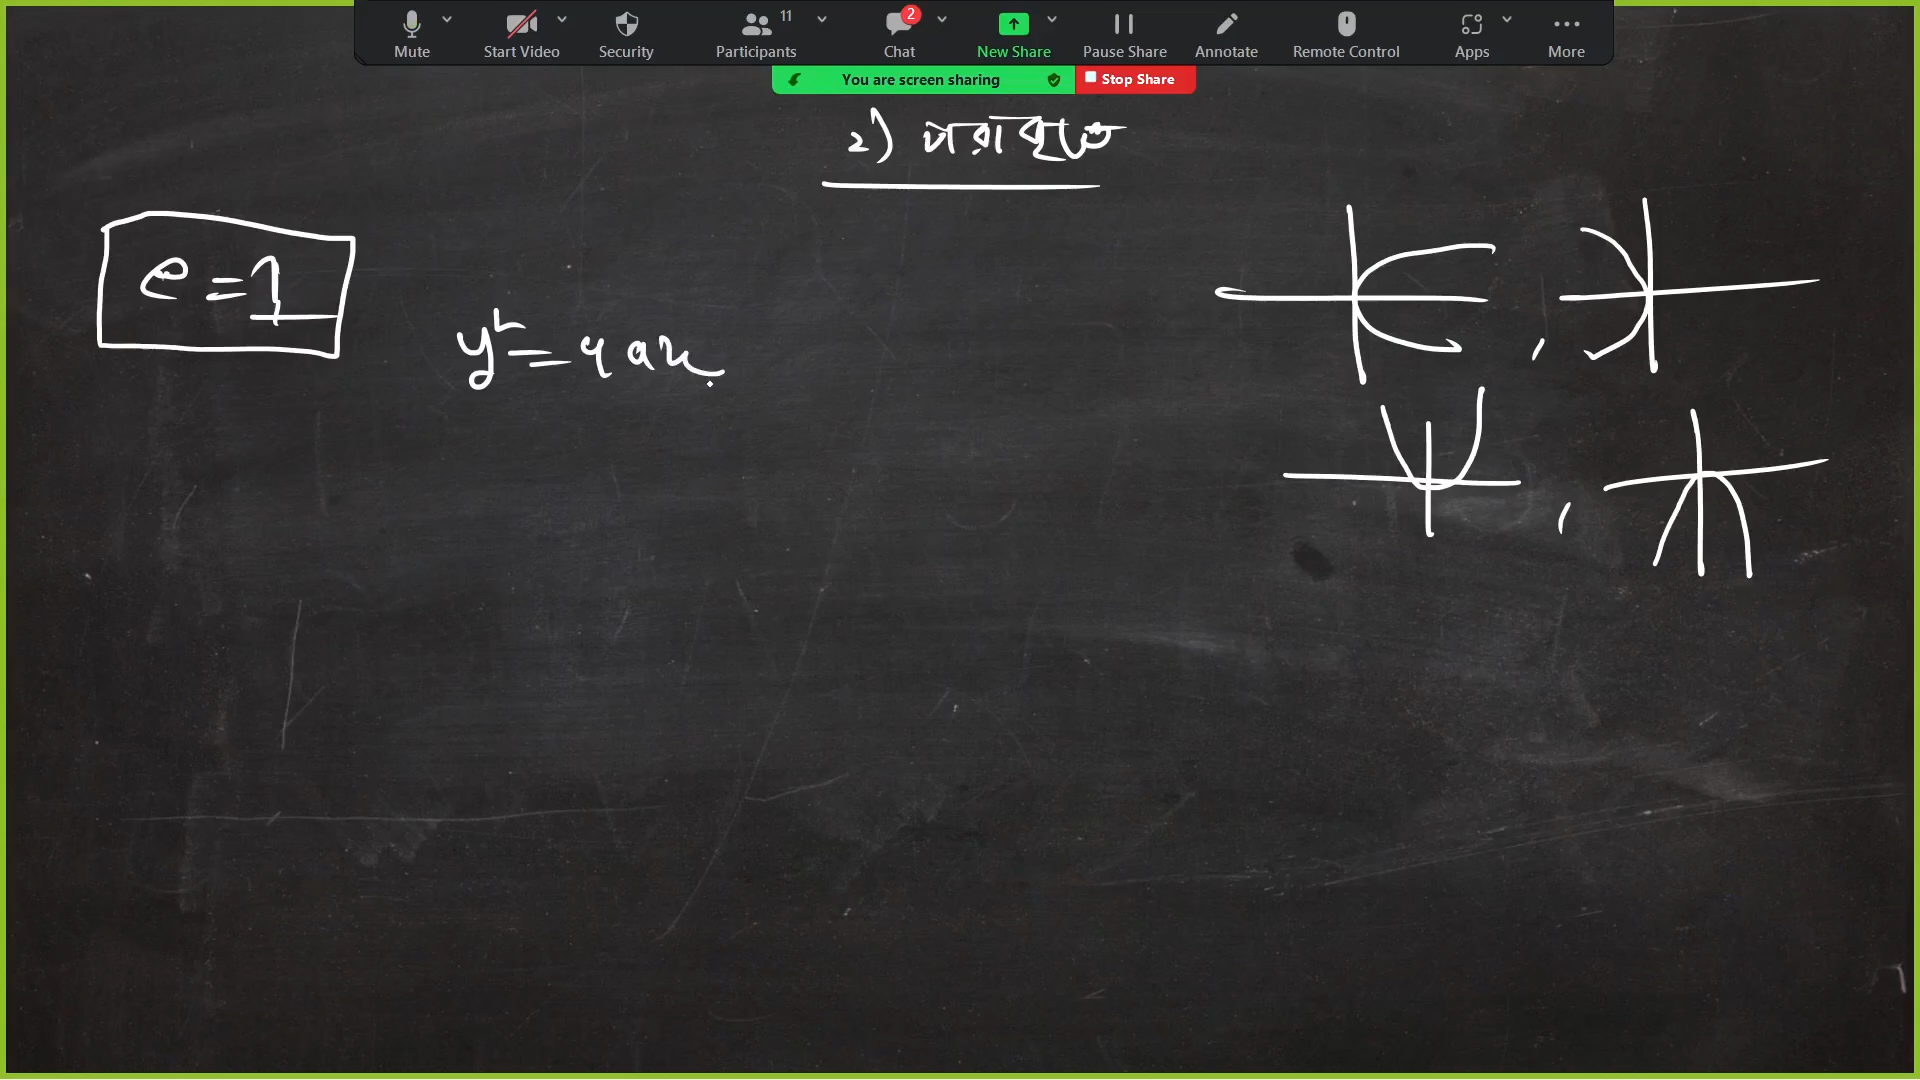 Mute Start Video Security Participants 11 Chat 2 New Share Pause Share Annotate Remote Control Apps More
You are screen sharing Stop Share
২) পরাবৃত্ত
e = 1
y² = 4ax